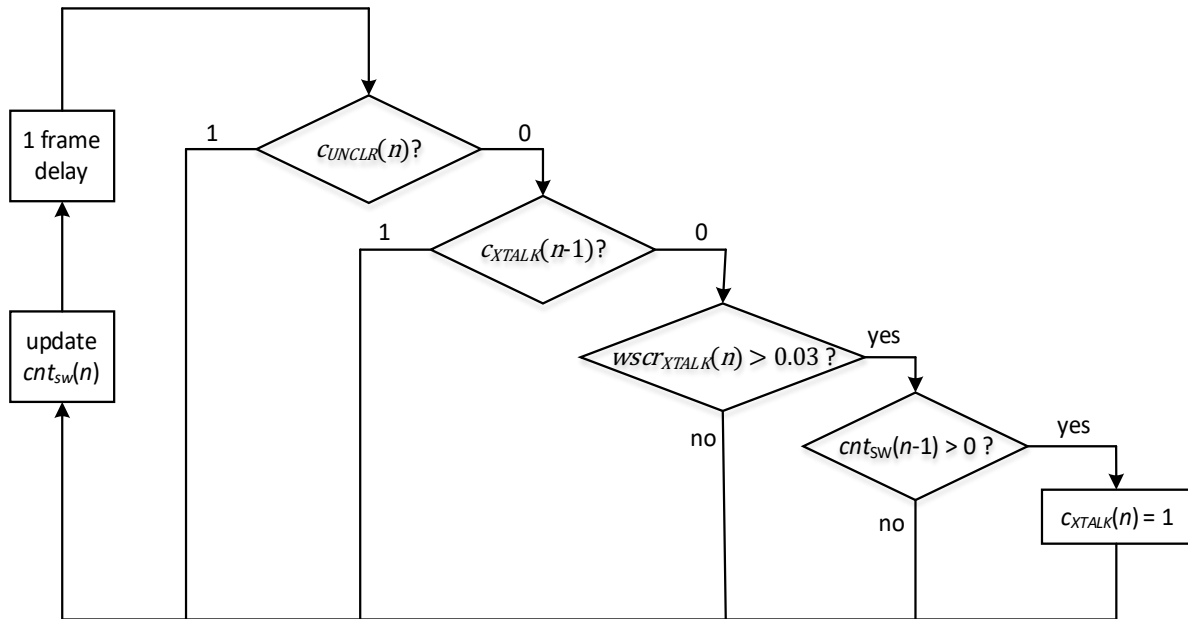 1 frame
delay
1
0
c_UNCLR(n)?
1
0
c_XTALK(n-1)?
update
cnt_sw(n)
yes
wscr_XTALK(n) > 0.03 ?
no
yes
cnt_SW(n-1) > 0 ?
no
c_XTALK(n) = 1